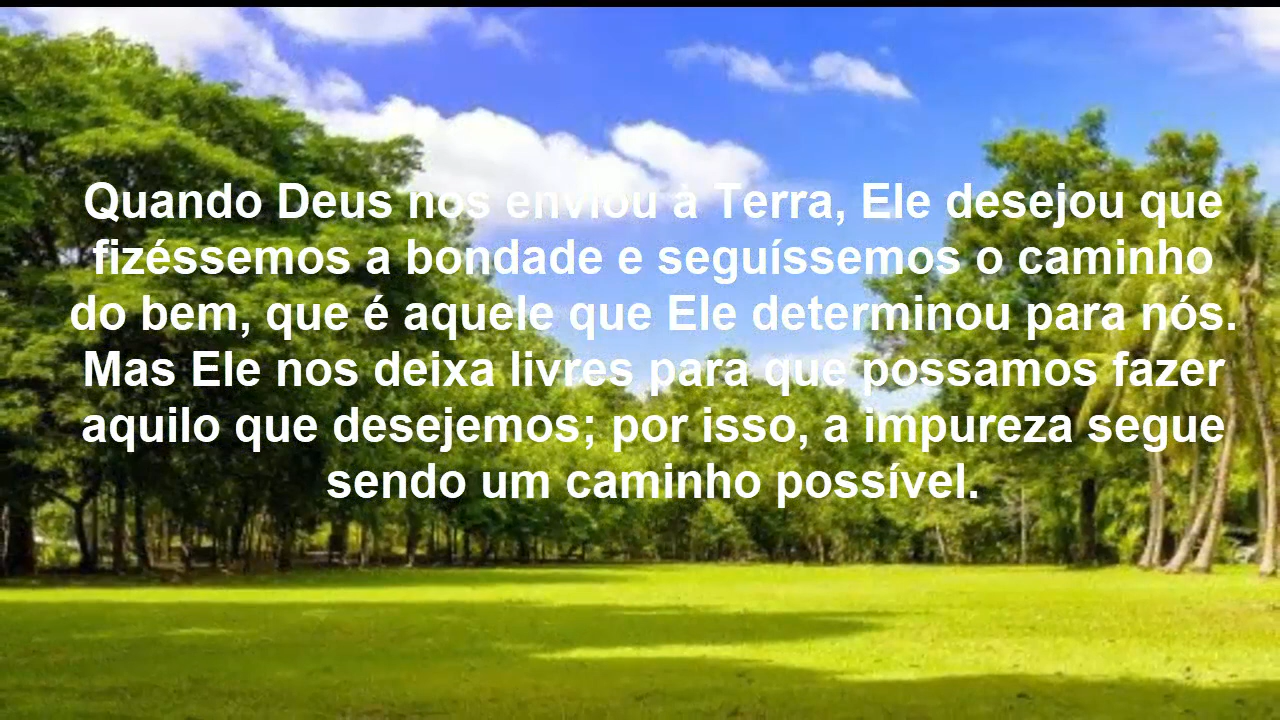 Quando Deus nos enviou à Terra, Ele desejou que
fizéssemos a bondade e seguíssemos o caminho
do bem, que é aquele que Ele determinou para nós.
Mas Ele nos deixa livres para que possamos fazer
aquilo que desejemos; por isso, a impureza segue
sendo um caminho possível.